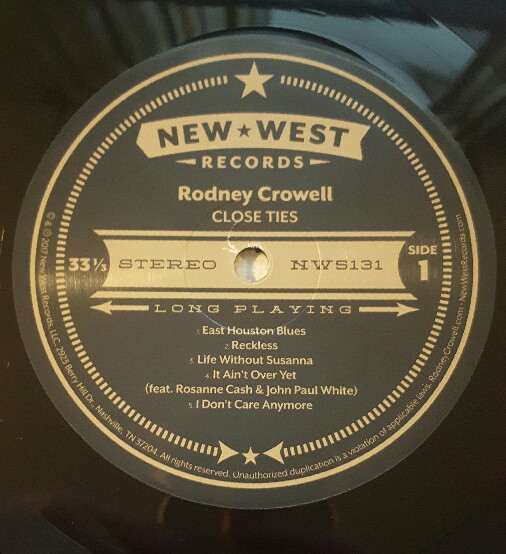 NEW★WEST
RECORDS
Rodney Crowell
CLOSE TIES
33⅓ STEREO NW5131 SIDE 1
LONG PLAYING
1. East Houston Blues
2. Reckless
3. Life Without Susanna
4. It Ain't Over Yet
(feat. Rosanne Cash & John Paul White)
5. I Don't Care Anymore
℗ & © 2017 New West Records, LLC, 2923 Berry Hill Dr., Nashville, TN 37204. All rights reserved. Unauthorized duplication is a violation of applicable laws. RodneyCrowell.com · NewWestRecords.com